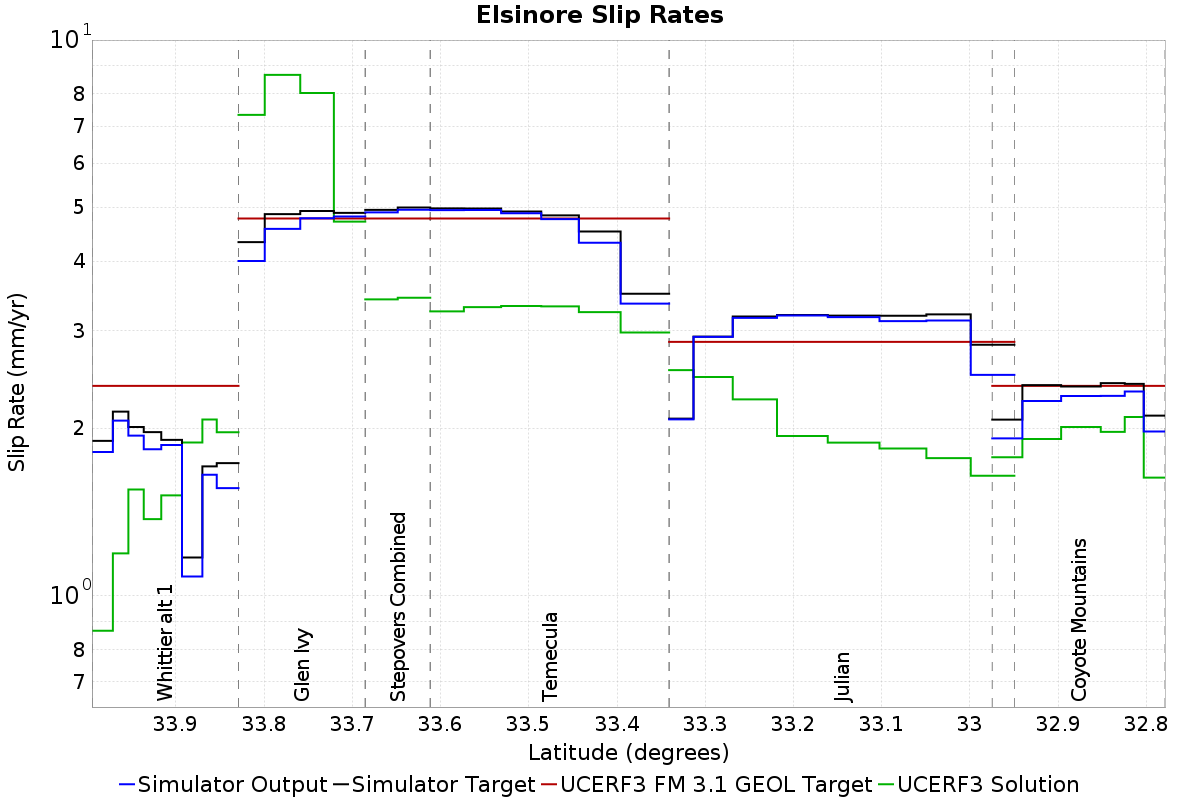 Elsinore Slip Rates
Slip Rate (mm/yr)
10^1
8
7
6
5
4
3
2
10^0
8
7
Whittier alt 1
Glen Ivy
Stepovers Combined
Temecula
Julian
Coyote Mountains
33.9 33.8 33.7 33.6 33.5 33.4 33.3 33.2 33.1 33 32.9 32.8
Latitude (degrees)
Simulator Output Simulator Target UCERF3 FM 3.1 GEOL Target UCERF3 Solution